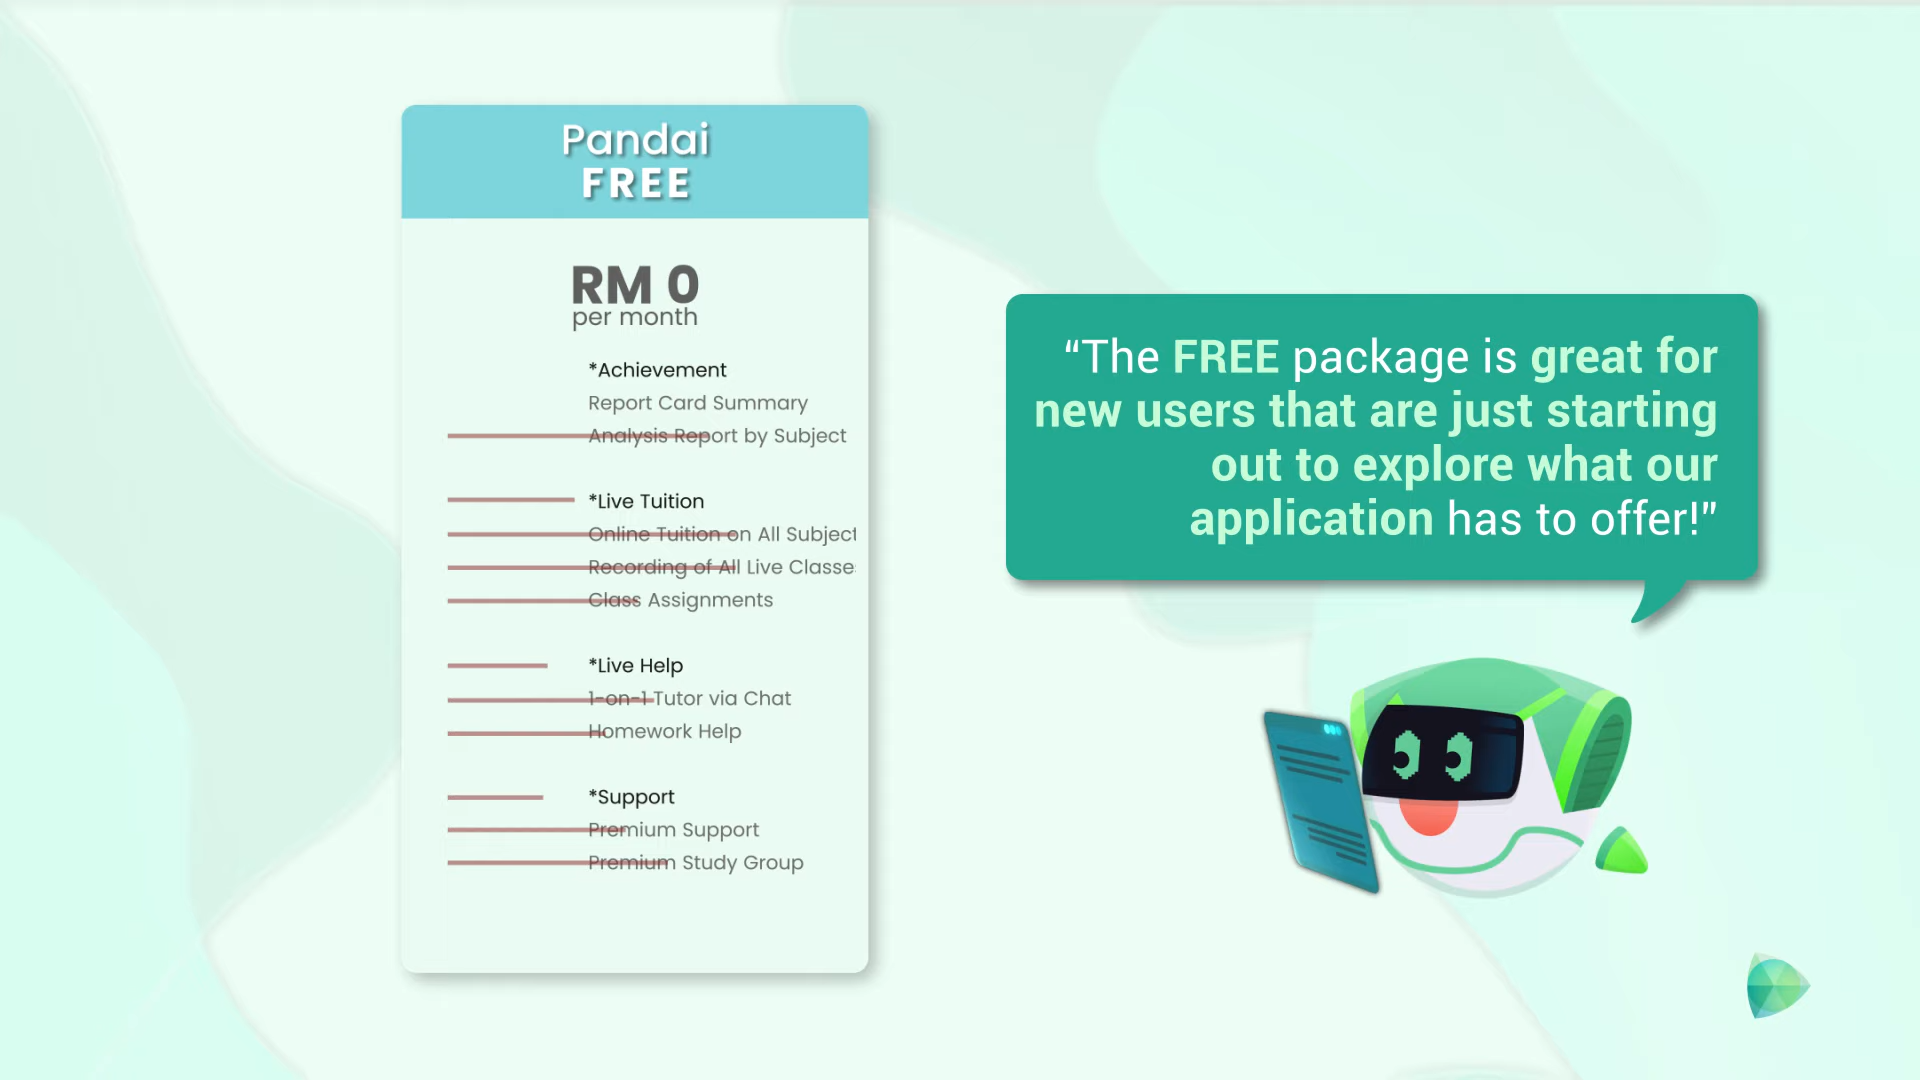 Pandai
FREE
RM 0
per month
*Achievement
Report Card Summary
Analysis Report by Subject
*Live Tuition
Online Tuition on All Subject
Recording of All Live Classes
Class Assignments
*Live Help
1-on-1 Tutor via Chat
Homework Help
*Support
Premium Support
Premium Study Group
“The FREE package is great for
new users that are just starting
out to explore what our
application has to offer!”